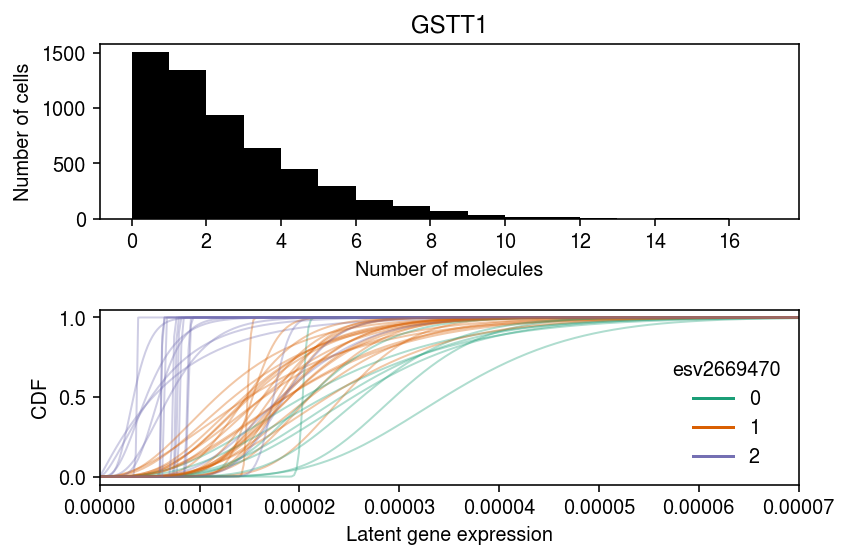 GSTT1
Number of cells
1500
1000
500
0
0 2 4 6 8 10 12 14 16
Number of molecules
CDF
1.0
0.5
0.0
esv2669470
0
1
2
0.00000 0.00001 0.00002 0.00003 0.00004 0.00005 0.00006 0.00007
Latent gene expression